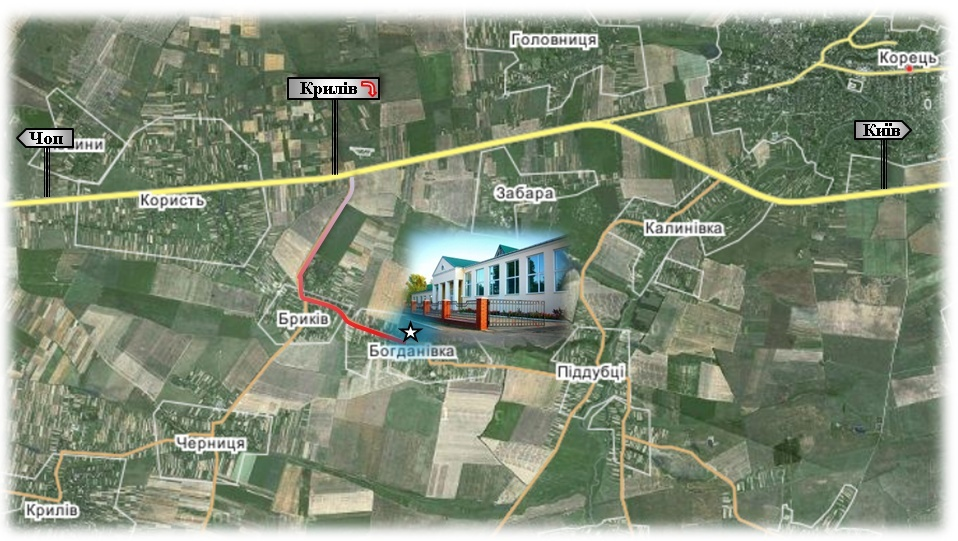 Головниця
Корець
Крилів
Чоп
Київ
Забара
Користь
Калинівка
Бриків
Богданівка
Піддубці
Черниця
Крилів